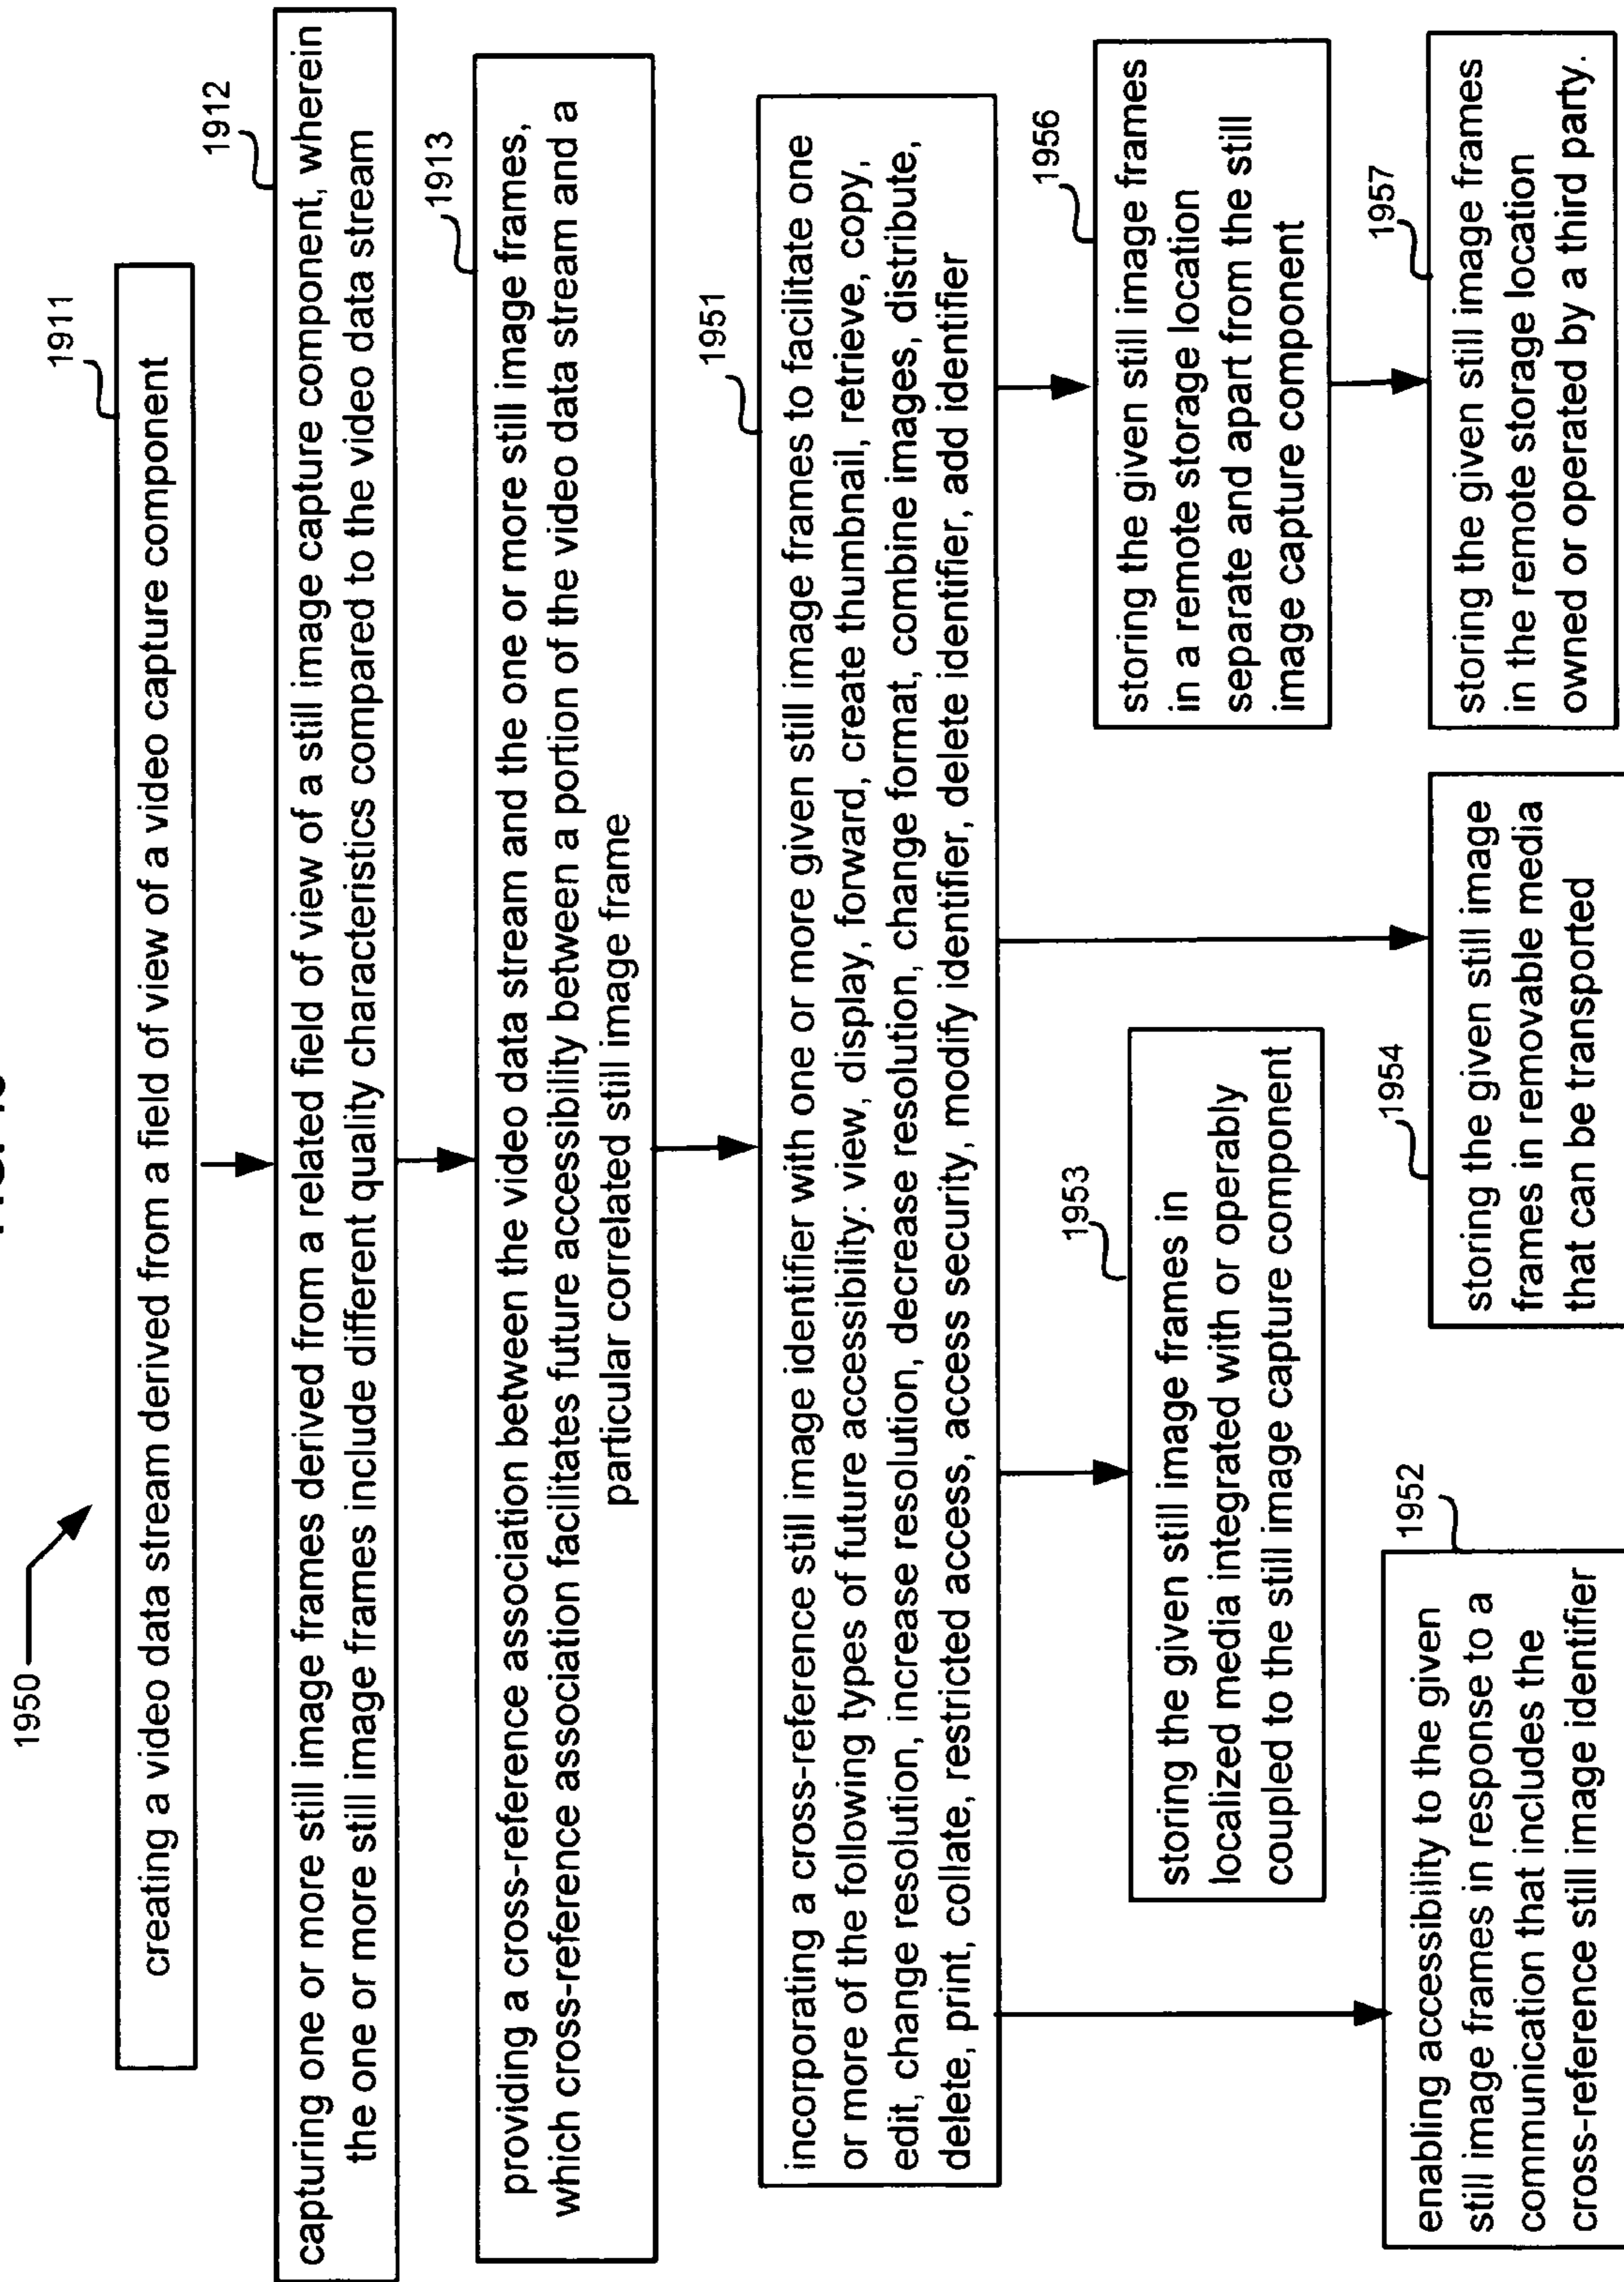 1950
1911
creating a video data stream derived from a field of view of a video capture component
1912
capturing one or more still image frames derived from a related field of view of a still image capture component, wherein
the one or more still image frames include different quality characteristics compared to the video data stream
1913
providing a cross-reference association between the video data stream and the one or more still image frames,
which cross-reference association facilitates future accessibility between a portion of the video data stream and a
particular correlated still image frame
1951
incorporating a cross-reference still image identifier with one or more given still image frames to facilitate one
or more of the following types of future accessibility: view, display, forward, create thumbnail, retrieve, copy,
edit, change resolution, increase resolution, decrease resolution, change format, combine images, distribute,
delete, print, collate, restricted access, access security, modify identifier, delete identifier, add identifier
1952
enabling accessibility to the given
still image frames in response to a
communication that includes the
cross-reference still image identifier
1953
storing the given still image frames in
localized media integrated with or operably
coupled to the still image capture component
1954
storing the given still image
frames in removable media
that can be transported
1956
storing the given still image frames
in a remote storage location
separate and apart from the still
image capture component
1957
storing the given still image frames
in the remote storage location
owned or operated by a third party.